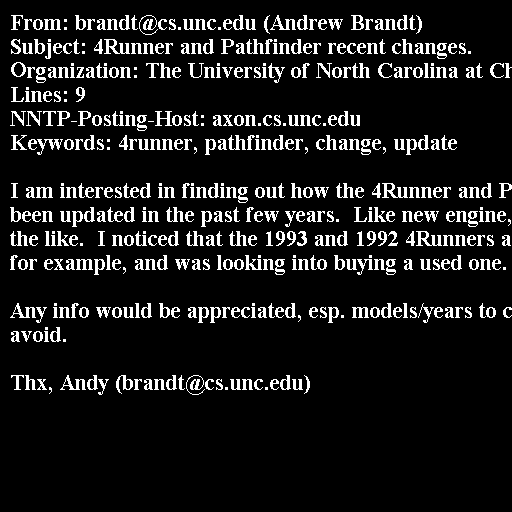 From: brandt@cs.unc.edu (Andrew Brandt)
Subject: 4Runner and Pathfinder recent changes.
Organization: The University of North Carolina at
Lines: 9
NNTP-Posting-Host: axon.cs.unc.edu
Keywords: 4runner, pathfinder, change, update
I am interested in finding out how the 4Runner and
been updated in the past few years.  Like new engine,
the like.  I noticed that the 1993 and 1992 4Runners
for example, and was looking into buying a used one.
Any info would be appreciated, esp. models/years to
avoid.
Thx, Andy (brandt@cs.unc.edu)